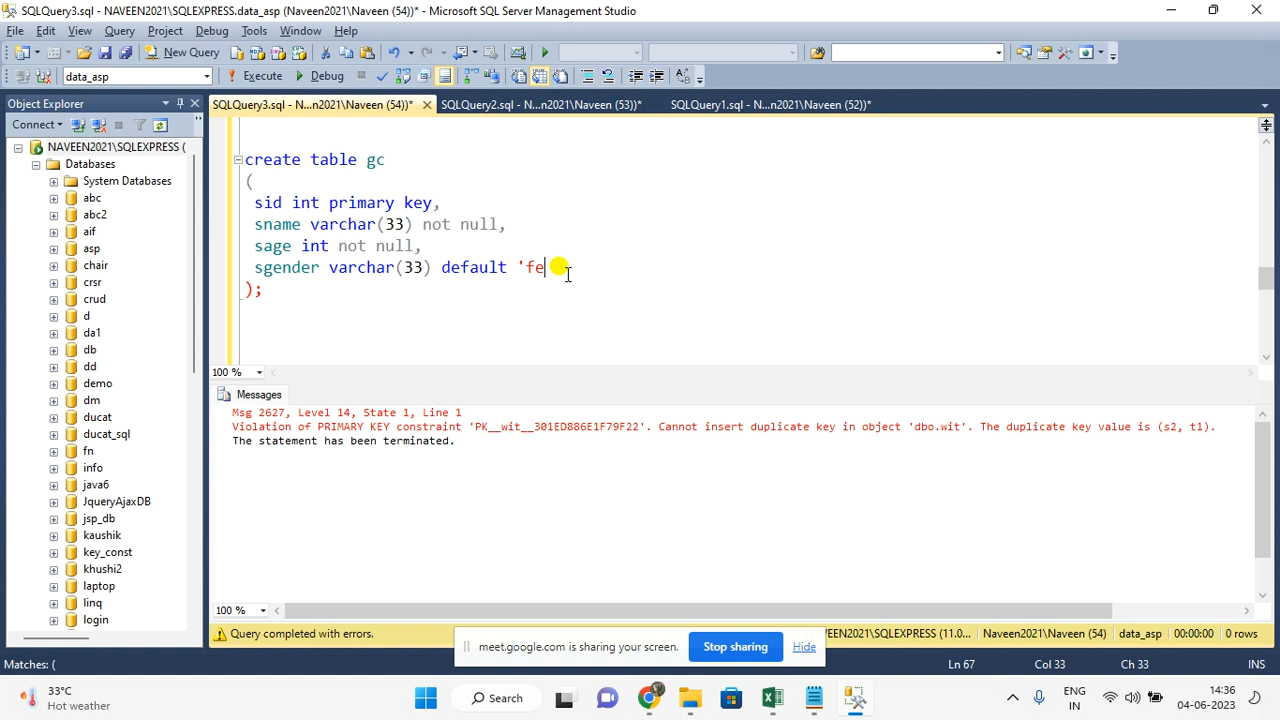 SQLQuery3.sql - NAVEEN2021\SQLEXPRESS.data_asp (Naveen2021\Naveen (54))* - Microsoft SQL Server Management Studio
File Edit View Query Project Debug Tools Window Help
New Query
data_asp Execute Debug
Object Explorer
SQLQuery3.sql - N...n2021\Naveen (54))* SQLQuery2.sql - N...n2021\Naveen (53))* SQLQuery1.sql - N...n2021\Naveen (52))*
Connect
NAVEEN2021\SQLEXPRESS (
Databases
System Databases
abc
abc2
aif
asp
chair
crsr
crud
d
da1
db
dd
demo
dm
ducat
ducat_sql
fn
info
java6
JqueryAjaxDB
jsp_db
kaushik
key_const
khushi2
laptop
linq
login
create table gc
(
sid int primary key,
sname varchar(33) not null,
sage int not null,
sgender varchar(33) default 'fe
);
100 %
Messages
Msg 2627, Level 14, State 1, Line 1
Violation of PRIMARY KEY constraint 'PK__wit__301ED886E1F79F22'. Cannot insert duplicate key in object 'dbo.wit'. The duplicate key value is (s2, t1).
The statement has been terminated.
100 %
Query completed with errors. VEEN2021\SQLEXPRESS (11.0... Naveen2021\Naveen (54) data_asp 00:00:00 0 rows
meet.google.com is sharing your screen. Stop sharing Hide
Matches: ( Ln 67 Col 33 Ch 33 INS
33°C
Hot weather
Search
ENG
IN
14:36
04-06-2023